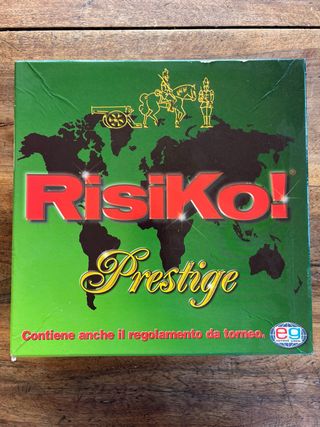 RisiKo!®
Prestige
Contiene anche il regolamento da torneo.
eg